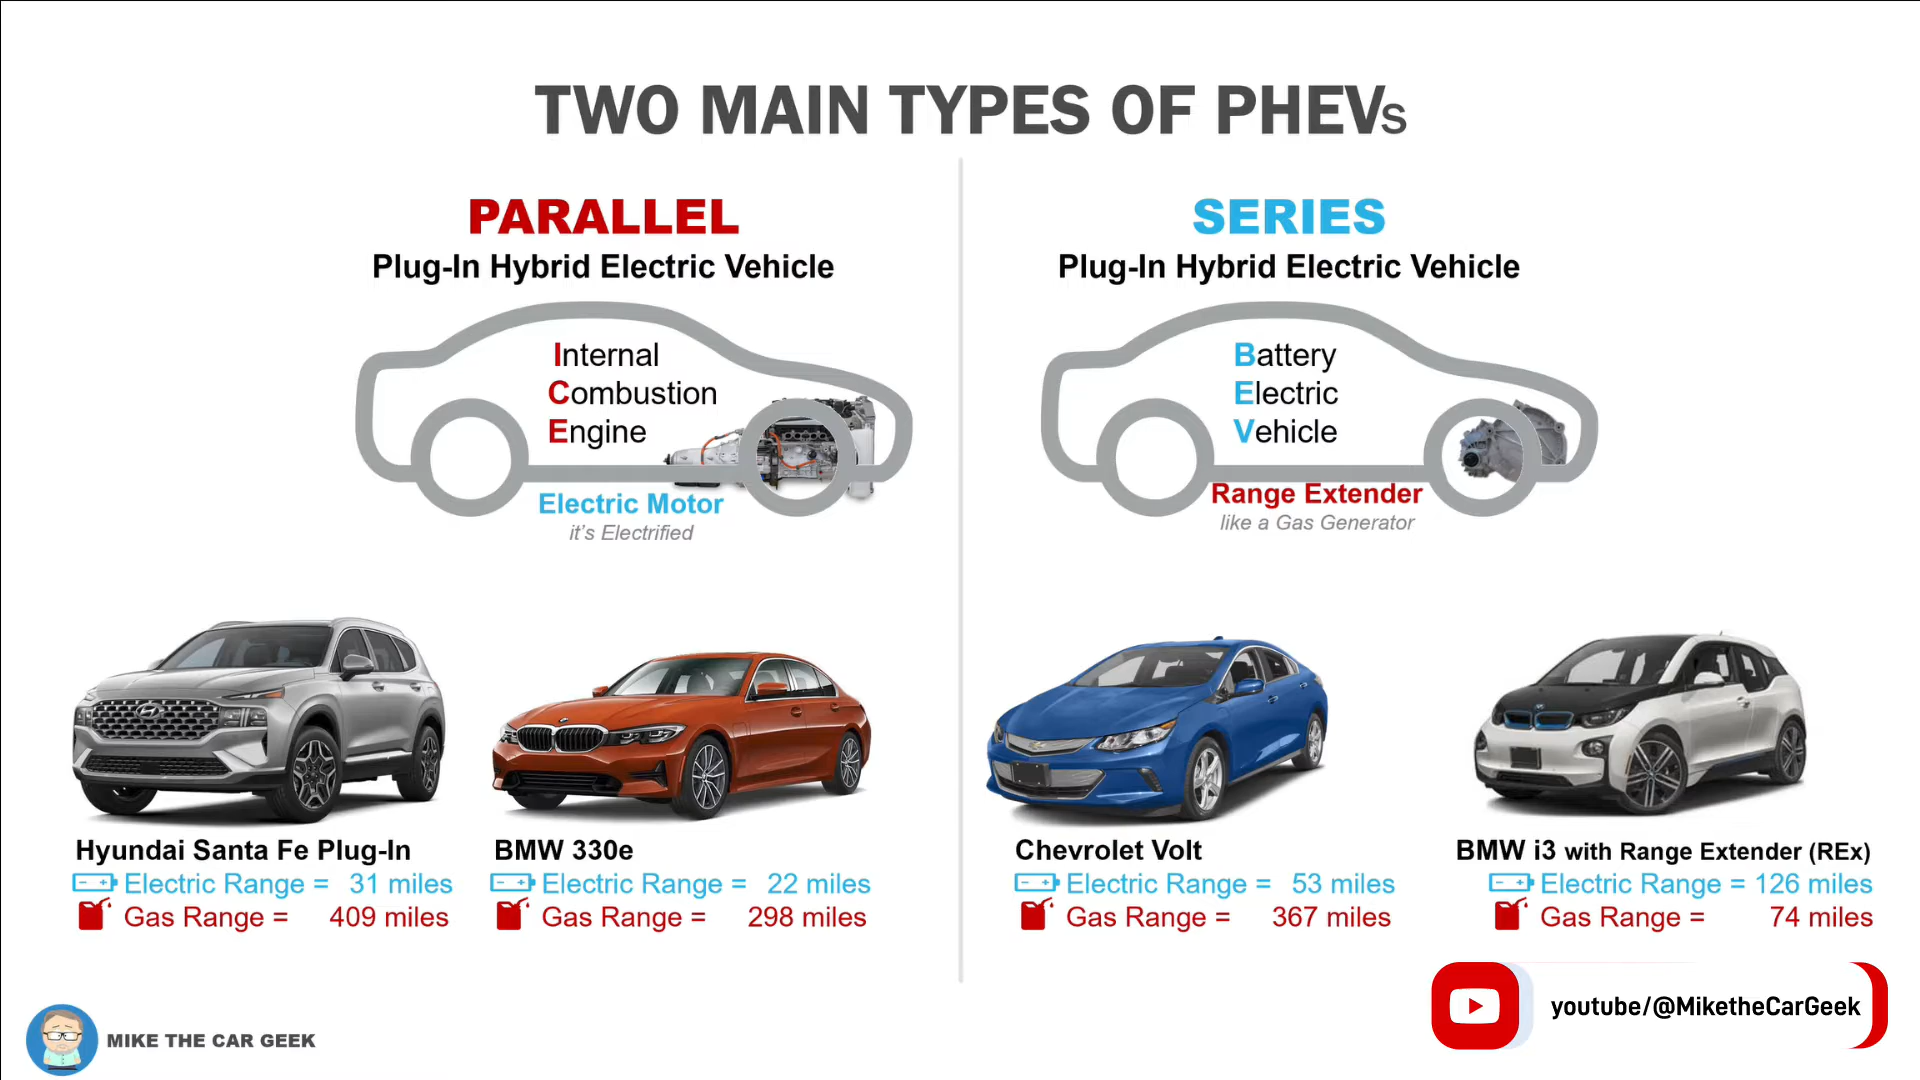 TWO MAIN TYPES OF PHEVs
PARALLEL
Plug-In Hybrid Electric Vehicle
Internal
Combustion
Engine
Electric Motor
it's Electrified
SERIES
Plug-In Hybrid Electric Vehicle
Battery
Electric
Vehicle
Range Extender
like a Gas Generator
Hyundai Santa Fe Plug-In
Electric Range = 31 miles
Gas Range = 409 miles
BMW 330e
Electric Range = 22 miles
Gas Range = 298 miles
Chevrolet Volt
Electric Range = 53 miles
Gas Range = 367 miles
BMW i3 with Range Extender (REx)
Electric Range = 126 miles
Gas Range = 74 miles
MIKE THE CAR GEEK
youtube/@MiketheCarGeek